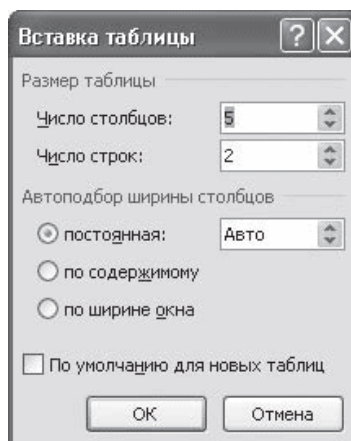 Вставка таблицы
Размер таблицы
Число столбцов: 5
Число строк: 2
Автоподбор ширины столбцов
постоянная: Авто
по содержимому
по ширине окна
По умолчанию для новых таблиц
ОК Отмена